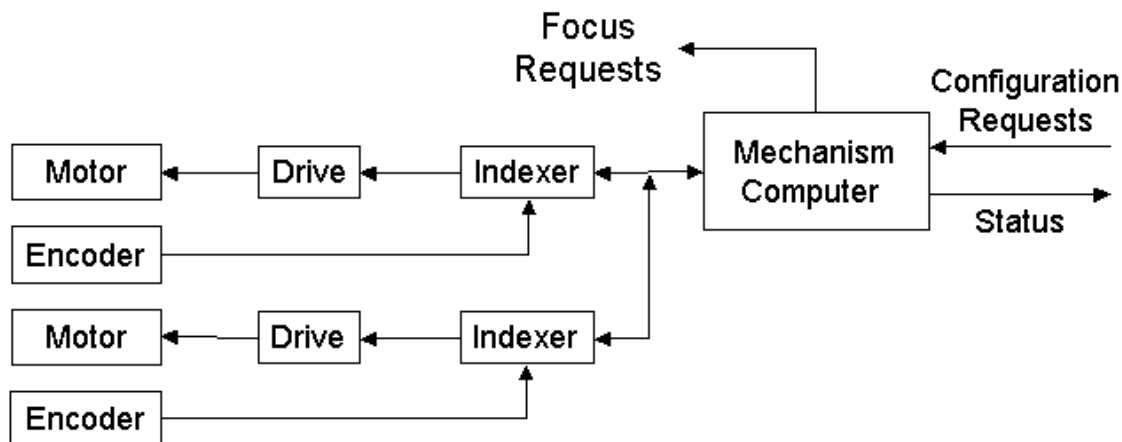 Focus
Requests
Configuration
Requests
Mechanism
Computer
Status
Motor
Drive
Indexer
Encoder
Motor
Drive
Indexer
Encoder